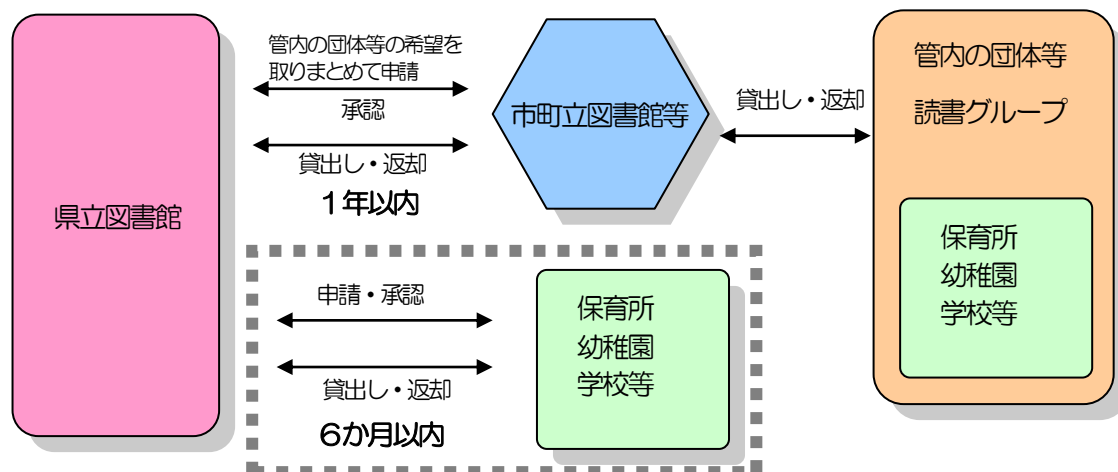 県立図書館
管内の団体等の希望を
取りまとめて申請
承認
貸出し・返却
１年以内
市町立図書館等
貸出し・返却
管内の団体等
読書グループ
保育所
幼稚園
学校等
申請・承認
貸出し・返却
６か月以内
保育所
幼稚園
学校等